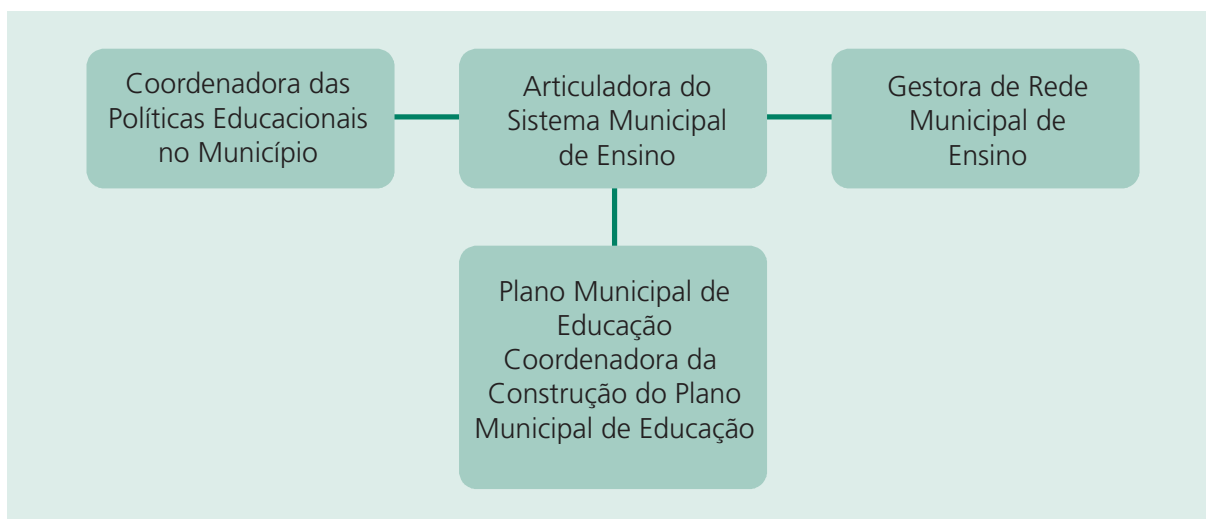 Coordenadora das
Políticas Educacionais
no Município
Articuladora do
Sistema Municipal
de Ensino
Gestora de Rede
Municipal de
Ensino
Plano Municipal de
Educação
Coordenadora da
Construção do Plano
Municipal de Educação